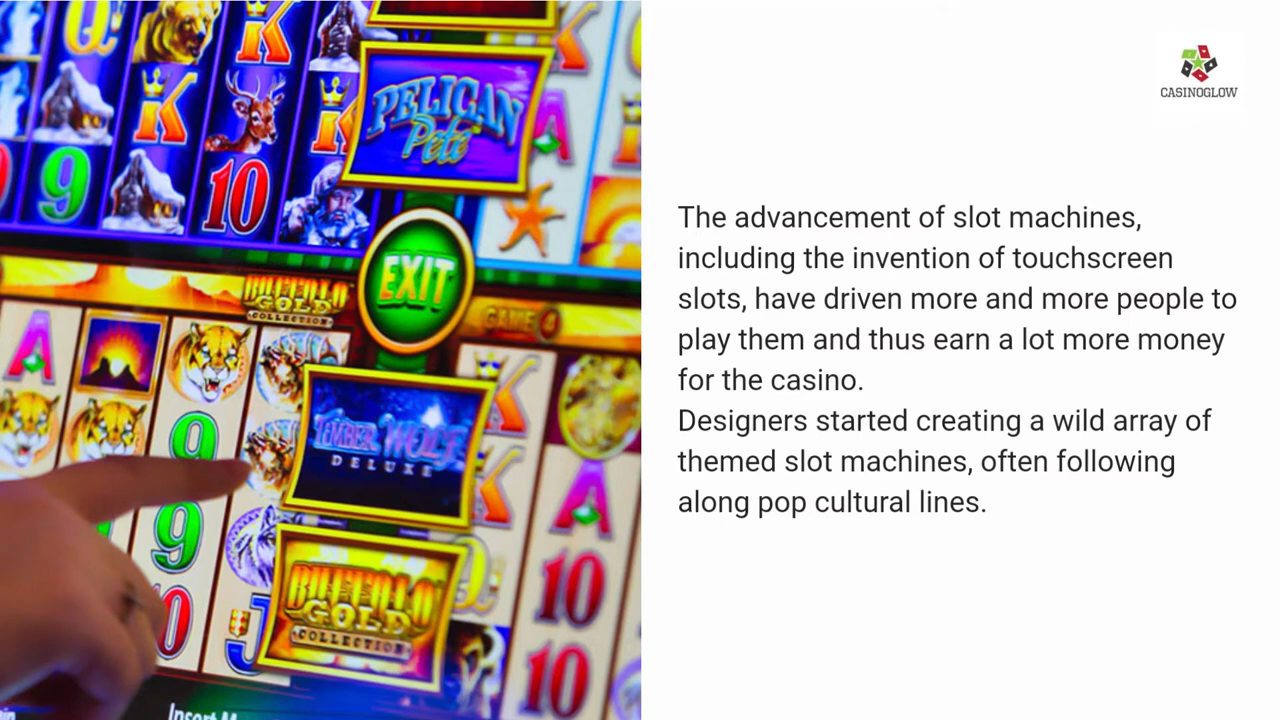 Q
K
K
PELICAN
Pete
A
K
K
9
10
EXIT
BUFFALO
GOLD
COLLECTION
GAME 4
A
K
9
TIMBER WOLF
DELUXE
K
A
9
BUFFALO
GOLD
COLLECTION
Q
10
J
10
Insert M
CASINOGLOW
The advancement of slot machines,
including the invention of touchscreen
slots, have driven more and more people to
play them and thus earn a lot more money
for the casino.
Designers started creating a wild array of
themed slot machines, often following
along pop cultural lines.